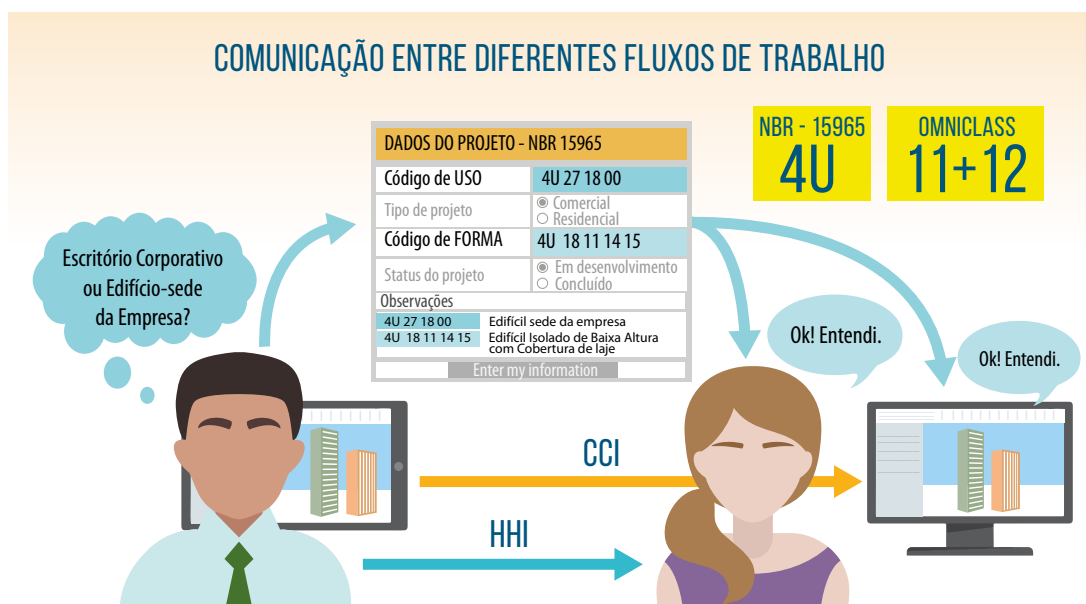 COMUNICAÇÃO ENTRE DIFERENTES FLUXOS DE TRABALHO
NBR - 15965
4U
OMNICLASS
11+12
DADOS DO PROJETO - NBR 15965
Código de USO 4U 27 18 00
Tipo de projeto
Comercial
Residencial
Código de FORMA 4U 18 11 14 15
Status do projeto
Em desenvolvimento
Concluído
Observações
4U 27 18 00 Edifícil sede da empresa
4U 18 11 14 15 Edifícil Isolado de Baixa Altura
com Cobertura de laje
Enter my information
Escritório Corporativo
ou Edifício-sede
da Empresa?
Ok! Entendi.
Ok! Entendi.
CCI
HHI